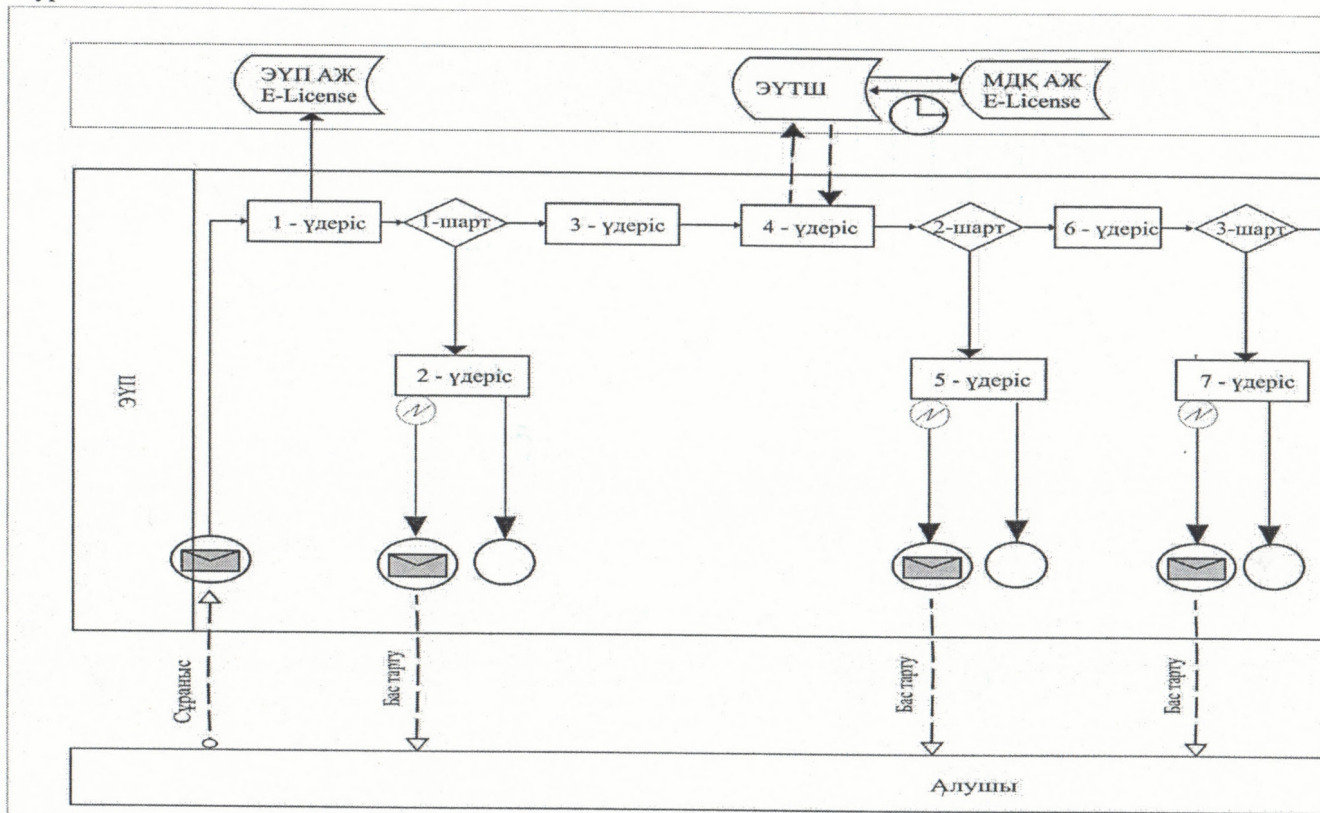 ЭҮП АЖ
E-License
ЭҮТШ
МДҚ АЖ
E-License
ЭҮП
1 - үдеріс
1-шарт
3 - үдеріс
4 - үдеріс
2-шарт
6 - үдеріс
3-шарт
2 - үдеріс
5 - үдеріс
7 - үдеріс
Сұраныс
Бас тарту
Бас тарту
Бас тарту
Алушы